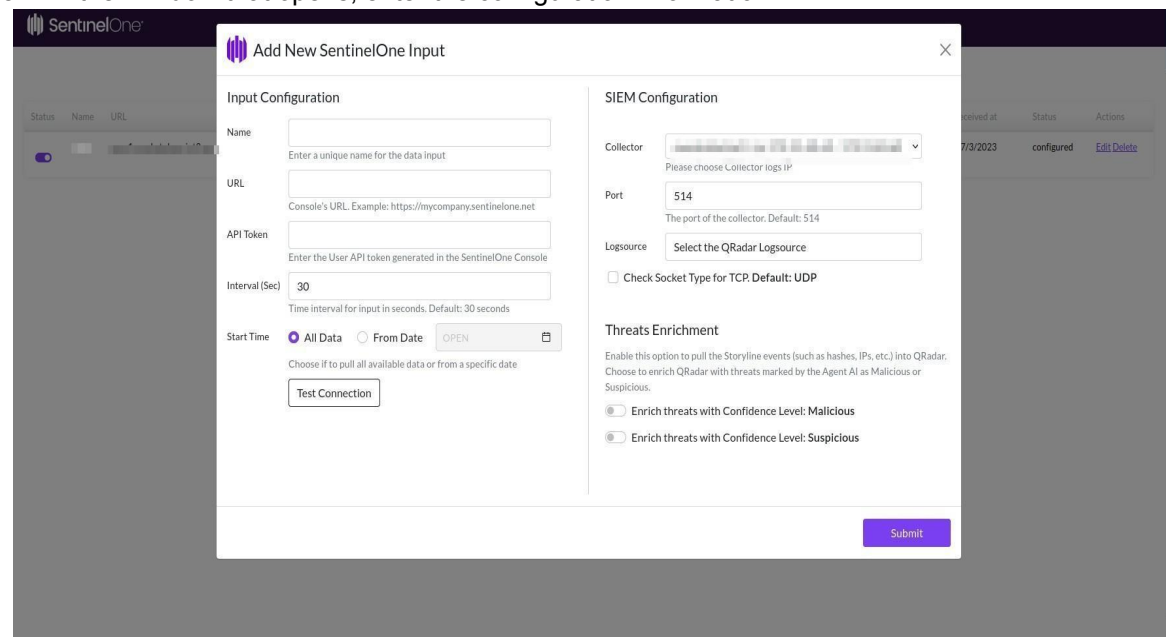 SentinelOne
Add New SentinelOne Input
Status Name URL
ceived at Status Actions
7/3/2023 configured Edit Delete
Input Configuration
Name
Enter a unique name for the data input
URL
Console's URL. Example: https://mycompany.sentinelone.net
API Token
Enter the User API token generated in the SentinelOne Console
Interval (Sec) 30
Time interval for input in seconds. Default: 30 seconds
Start Time All Data From Date OPEN
Choose if to pull all available data or from a specific date
Test Connection
SIEM Configuration
Collector
Please choose Collector logs IP
Port 514
The port of the collector. Default: 514
Logsource Select the QRadar Logsource
Check Socket Type for TCP. Default: UDP
Threats Enrichment
Enable this option to pull the Storyline events (such as hashes, IPs, etc.) into QRadar.
Choose to enrich QRadar with threats marked by the Agent AI as Malicious or
Suspicious.
Enrich threats with Confidence Level: Malicious
Enrich threats with Confidence Level: Suspicious
Submit